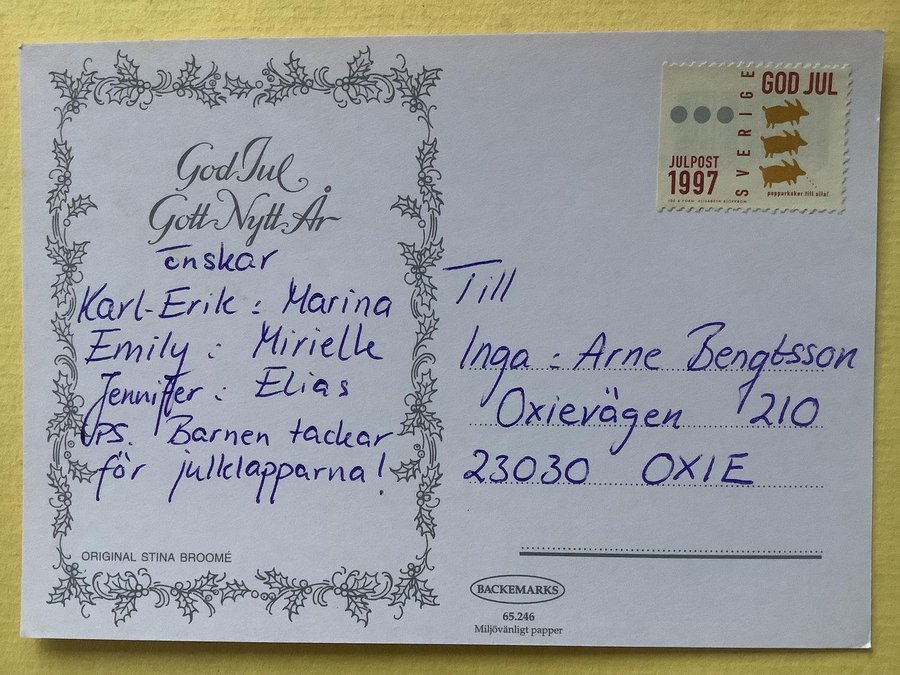 God Jul
Gott Nytt År
önskar
Karl-Erik : Marina
Emily : Mirielle
Jenniffer : Elias
PS. Barnen tackar
för julklapparna!
ORIGINAL STINA BROOMÉ
GOD JUL
SVERIGE
JULPOST
1997
pepparkakor till alla!
Till
Inga : Arne Bengtsson
Oxievägen 210
23030 OXIE
BACKEMARKS
65.246
Miljövänligt papper